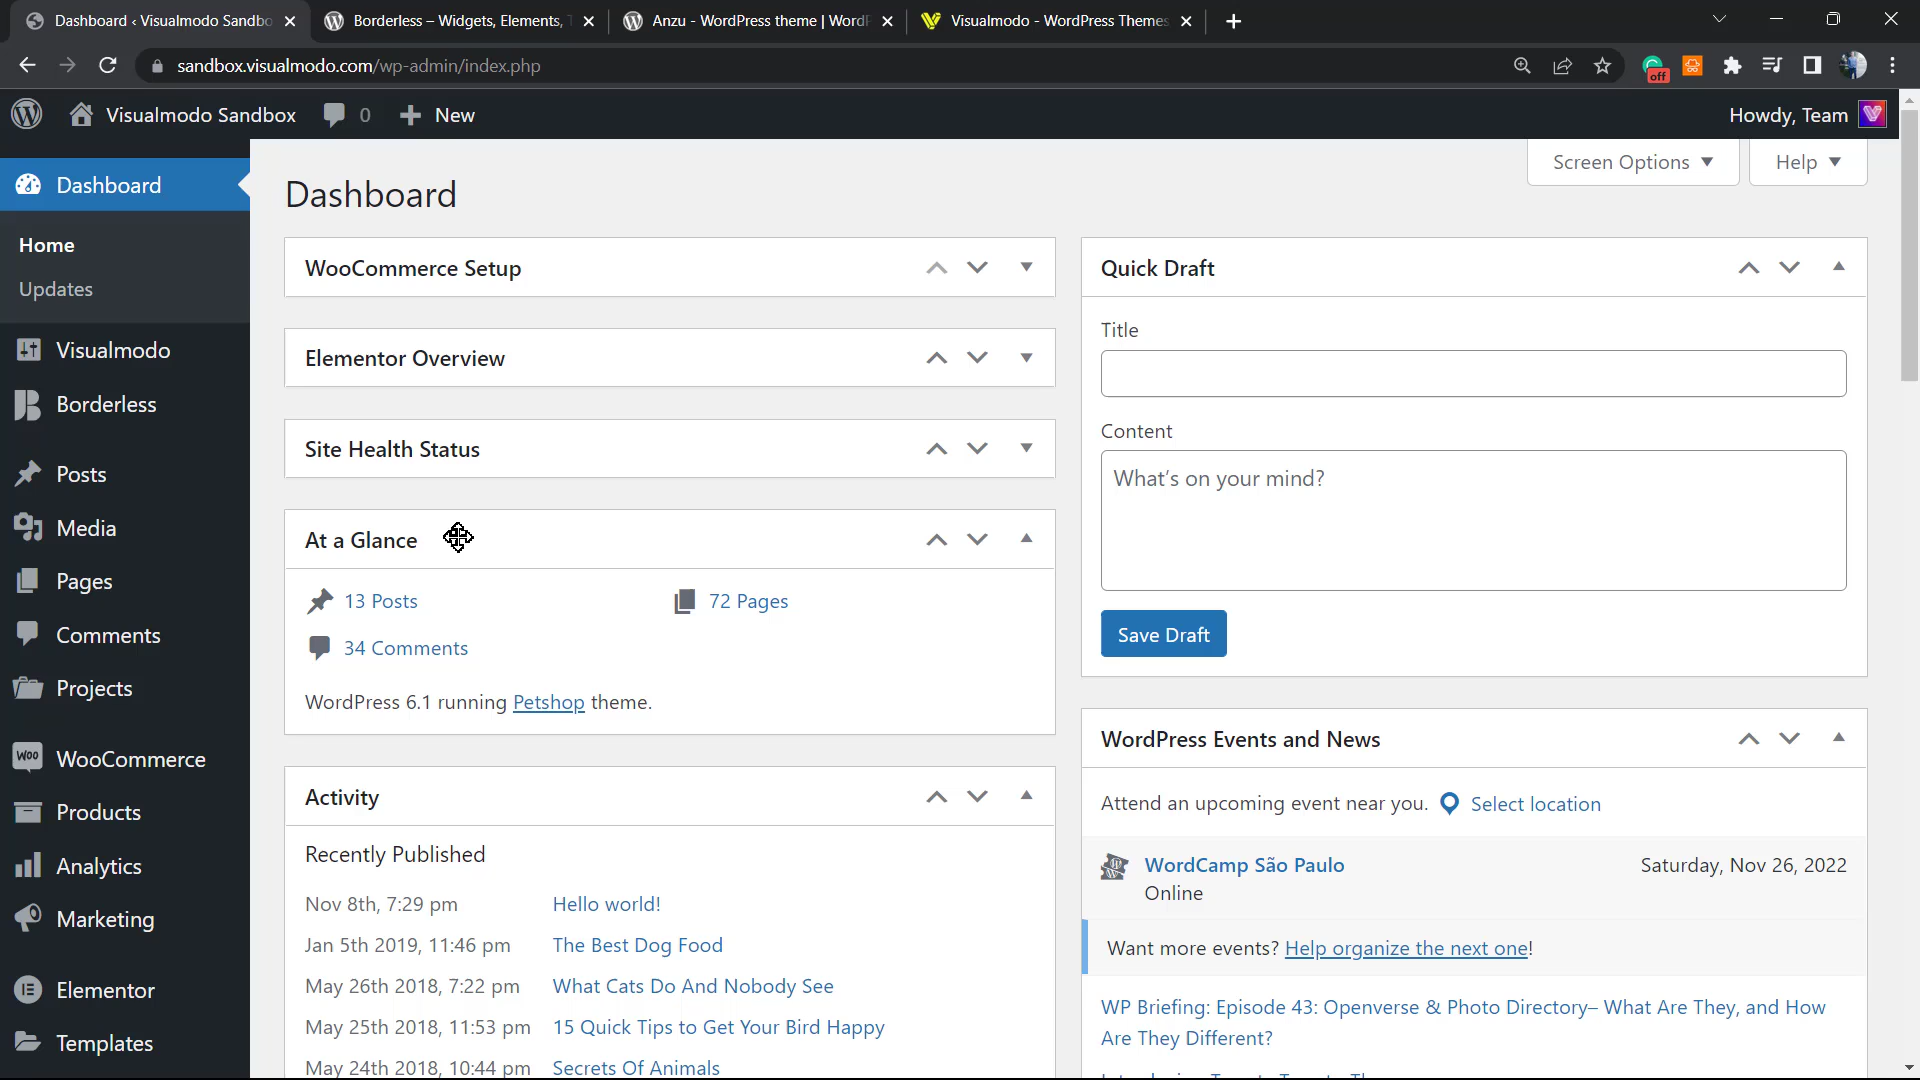 Dashboard ‹ Visualmodo Sandbo
Borderless – Widgets, Elements,
Anzu - WordPress theme | Word
Visualmodo - WordPress Themes
sandbox.visualmodo.com/wp-admin/index.php
off
Visualmodo Sandbox
0
New
Howdy, Team
Screen Options
Help
Dashboard
Home
Updates
Visualmodo
Borderless
Posts
Media
Pages
Comments
Projects
WooCommerce
Products
Analytics
Marketing
Elementor
Templates
Dashboard
WooCommerce Setup
Elementor Overview
Site Health Status
At a Glance
13 Posts
72 Pages
34 Comments
WordPress 6.1 running Petshop theme.
Activity
Recently Published
Nov 8th, 7:29 pm Hello world!
Jan 5th 2019, 11:46 pm The Best Dog Food
May 26th 2018, 7:22 pm What Cats Do And Nobody See
May 25th 2018, 11:53 pm 15 Quick Tips to Get Your Bird Happy
May 24th 2018, 10:44 pm Secrets Of Animals
Quick Draft
Title
Content
What's on your mind?
Save Draft
WordPress Events and News
Attend an upcoming event near you. Select location
WordCamp São Paulo Saturday, Nov 26, 2022
Online
Want more events? Help organize the next one!
WP Briefing: Episode 43: Openverse & Photo Directory– What Are They, and How
Are They Different?